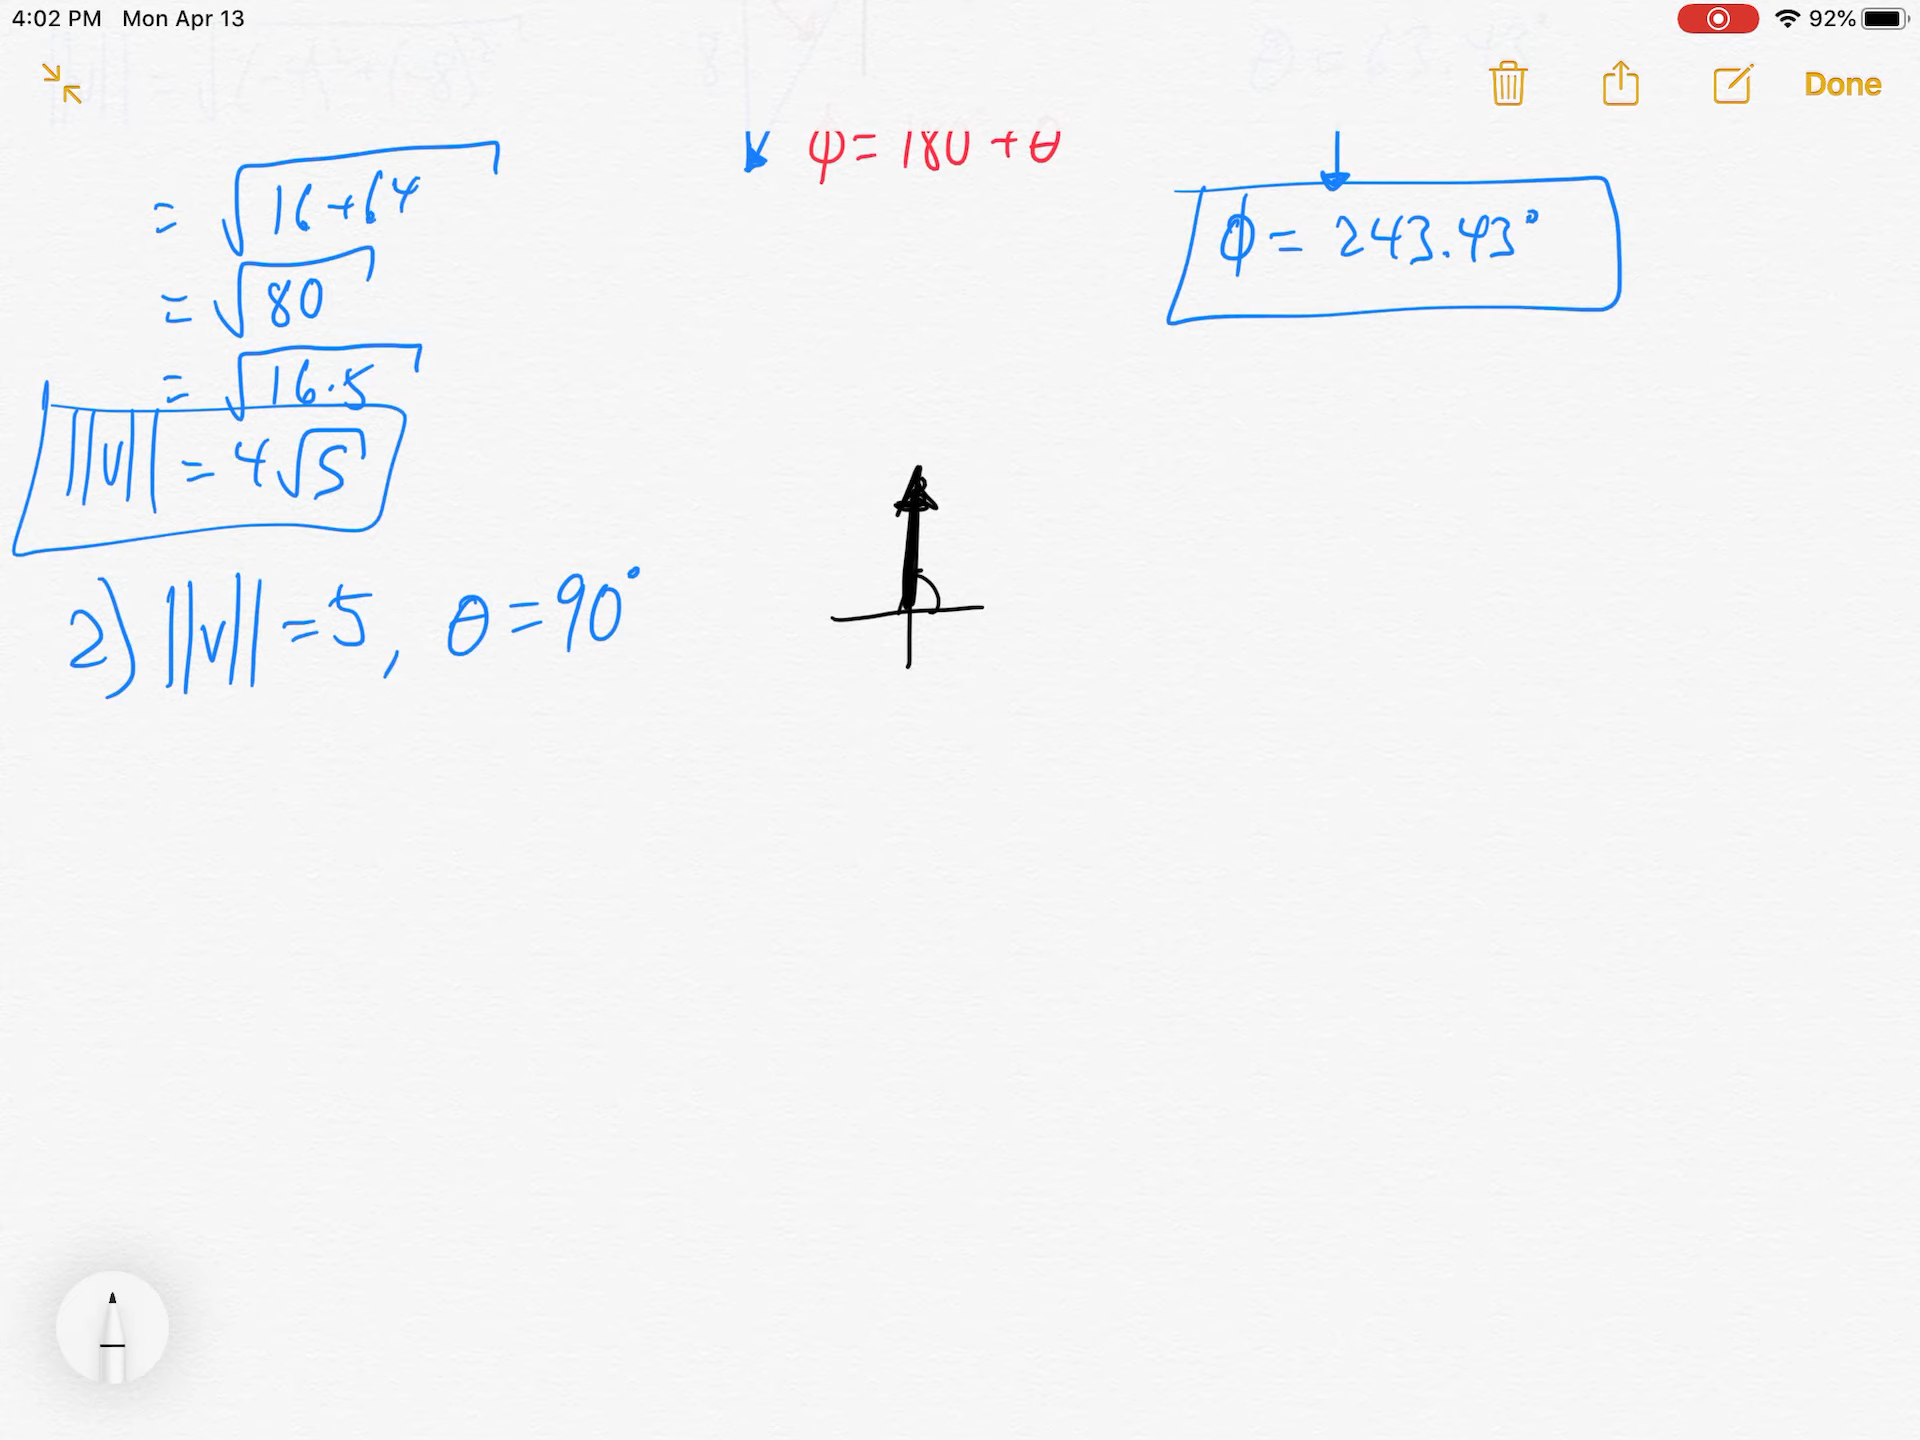 4:02 PM Mon Apr 13
92%
Done
ϕ = 180 + θ
= √16+64
= √80
= √16·5
||v|| = 4√5
ϕ = 243.43°
2) ||v|| = 5, θ = 90°